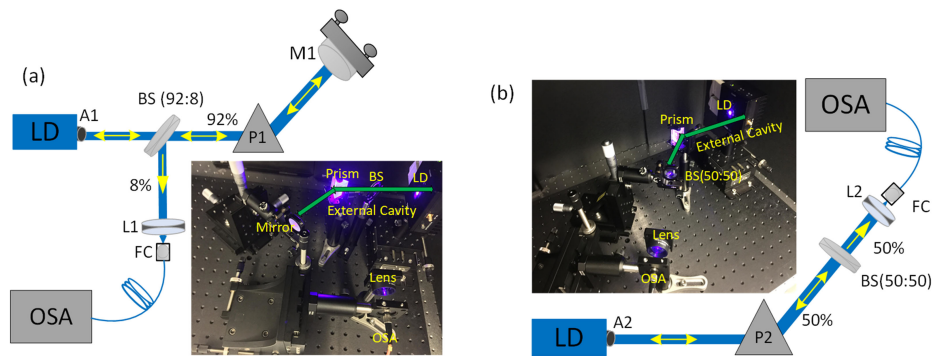 (a)
M1
BS (92:8)
A1
LD
92%
P1
8%
L1
FC
OSA
Prism
BS
LD
External Cavity
Mirror
Lens
OSA
(b)
OSA
LD
Prism
External Cavity
BS(50:50)
Lens
OSA
L2
FC
50%
BS(50:50)
50%
A2
LD
P2